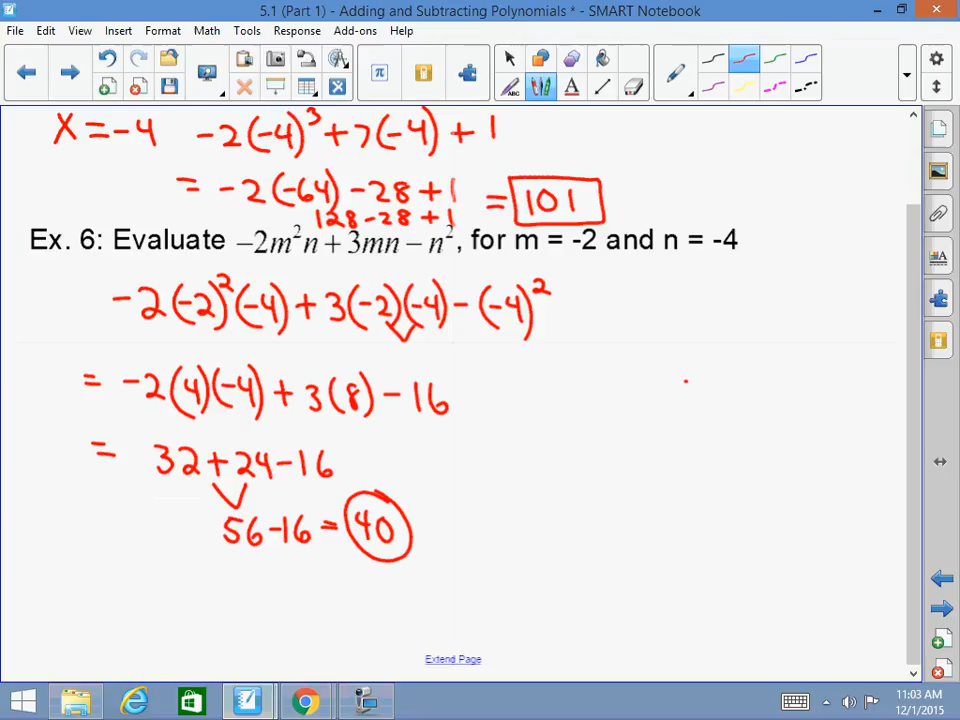 5.1 (Part 1) - Adding and Subtracting Polynomials * - SMART Notebook
File Edit View Insert Format Math Tools Response Add-ons Help
x = -4 -2(-4)³ + 7(-4) + 1
= -2(-64) - 28 + 1 = 101
128 - 28 + 1
Ex. 6: Evaluate −2m²n + 3mn − n², for m = -2 and n = -4
-2(-2)²(-4) + 3(-2)(-4) - (-4)²
= -2(4)(-4) + 3(8) - 16
= 32 + 24 - 16
56 - 16 = 40
Extend Page
11:03 AM
12/1/2015